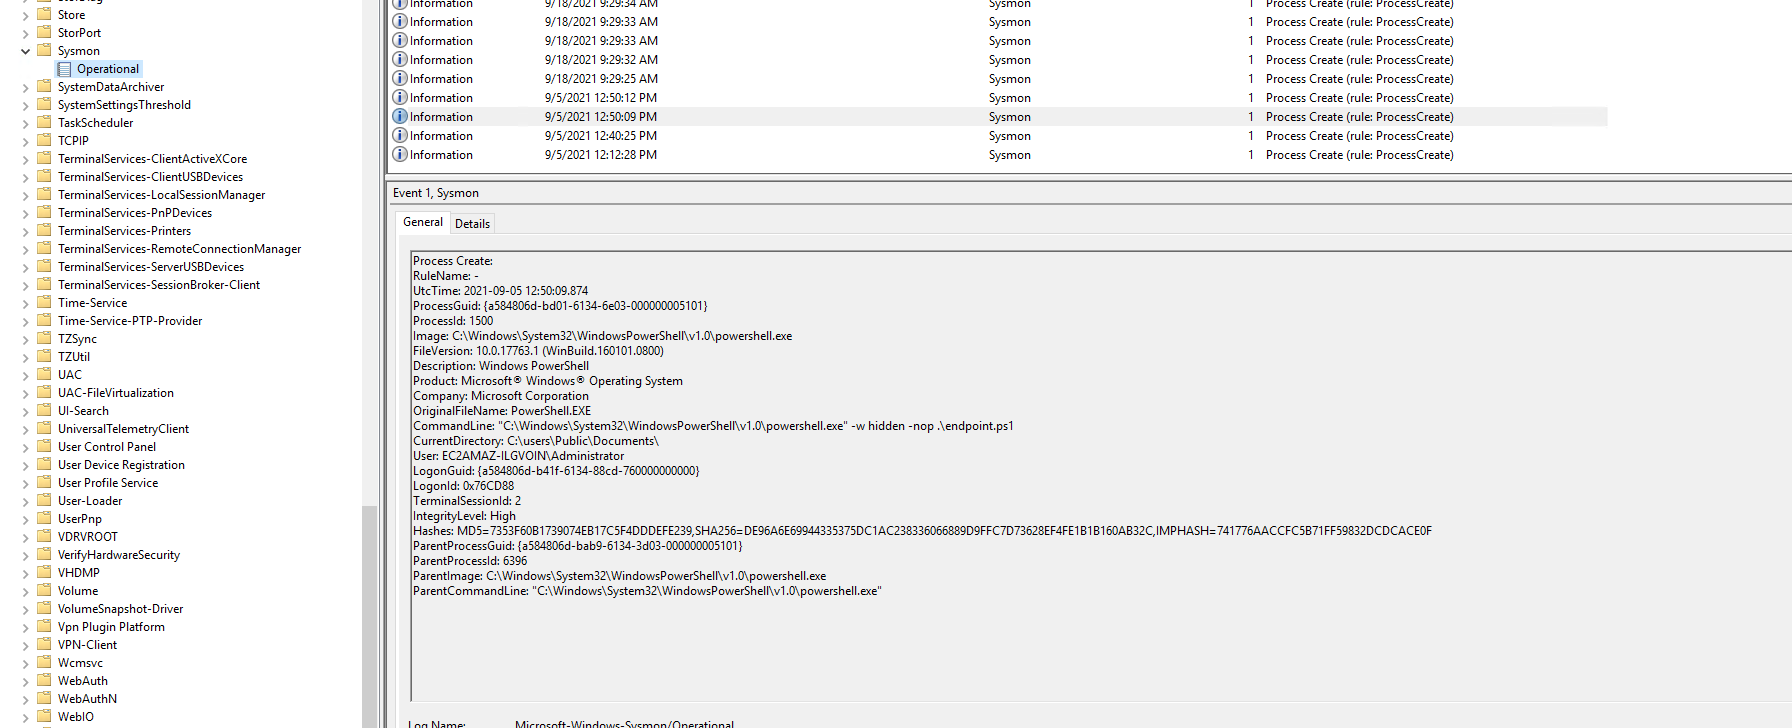 Store
StorPort
Sysmon
Operational
SystemDataArchiver
SystemSettingsThreshold
TaskScheduler
TCPIP
TerminalServices-ClientActiveXCore
TerminalServices-ClientUSBDevices
TerminalServices-LocalSessionManager
TerminalServices-PnPDevices
TerminalServices-Printers
TerminalServices-RemoteConnectionManager
TerminalServices-ServerUSBDevices
TerminalServices-SessionBroker-Client
Time-Service
Time-Service-PTP-Provider
TZSync
TZUtil
UAC
UAC-FileVirtualization
UI-Search
UniversalTelemetryClient
User Control Panel
User Device Registration
User Profile Service
User-Loader
UserPnp
VDRVROOT
VerifyHardwareSecurity
VHDMP
Volume
VolumeSnapshot-Driver
Vpn Plugin Platform
VPN-Client
Wcmsvc
WebAuth
WebAuthN
WebIO
Information 9/18/2021 9:29:34 AM Sysmon 1 Process Create (rule: ProcessCreate)
Information 9/18/2021 9:29:33 AM Sysmon 1 Process Create (rule: ProcessCreate)
Information 9/18/2021 9:29:33 AM Sysmon 1 Process Create (rule: ProcessCreate)
Information 9/18/2021 9:29:32 AM Sysmon 1 Process Create (rule: ProcessCreate)
Information 9/18/2021 9:29:25 AM Sysmon 1 Process Create (rule: ProcessCreate)
Information 9/5/2021 12:50:12 PM Sysmon 1 Process Create (rule: ProcessCreate)
Information 9/5/2021 12:50:09 PM Sysmon 1 Process Create (rule: ProcessCreate)
Information 9/5/2021 12:40:25 PM Sysmon 1 Process Create (rule: ProcessCreate)
Information 9/5/2021 12:12:28 PM Sysmon 1 Process Create (rule: ProcessCreate)
Event 1, Sysmon
General Details
Process Create:
RuleName: -
UtcTime: 2021-09-05 12:50:09.874
ProcessGuid: {a584806d-bd01-6134-6e03-000000005101}
ProcessId: 1500
Image: C:\Windows\System32\WindowsPowerShell\v1.0\powershell.exe
FileVersion: 10.0.17763.1 (WinBuild.160101.0800)
Description: Windows PowerShell
Product: Microsoft® Windows® Operating System
Company: Microsoft Corporation
OriginalFileName: PowerShell.EXE
CommandLine: "C:\Windows\System32\WindowsPowerShell\v1.0\powershell.exe" -w hidden -nop .\endpoint.ps1
CurrentDirectory: C:\users\Public\Documents\
User: EC2AMAZ-ILGVOIN\Administrator
LogonGuid: {a584806d-b41f-6134-88cd-760000000000}
LogonId: 0x76CD88
TerminalSessionId: 2
IntegrityLevel: High
Hashes: MD5=7353F60B1739074EB17C5F4DDDEFE239,SHA256=DE96A6E69944335375DC1AC238336066889D9FFC7D73628EF4FE1B1B160AB32C,IMPHASH=741776AACCFC5B71FF59832DCDCACE0F
ParentProcessGuid: {a584806d-bab9-6134-3d03-000000005101}
ParentProcessId: 6396
ParentImage: C:\Windows\System32\WindowsPowerShell\v1.0\powershell.exe
ParentCommandLine: "C:\Windows\System32\WindowsPowerShell\v1.0\powershell.exe"
Log Name: Microsoft-Windows-Sysmon/Operational